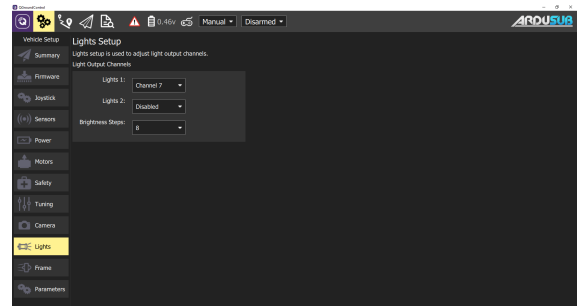 QGroundControl
0.46v Manual Disarmed ARDUSUB
Vehicle Setup
Summary
Firmware
Joystick
Sensors
Power
Motors
Safety
Tuning
Camera
Lights
Frame
Parameters
Lights Setup
Lights setup is used to adjust light output channels.
Light Output Channels
Lights 1: Channel 7
Lights 2: Disabled
Brightness Steps: 8